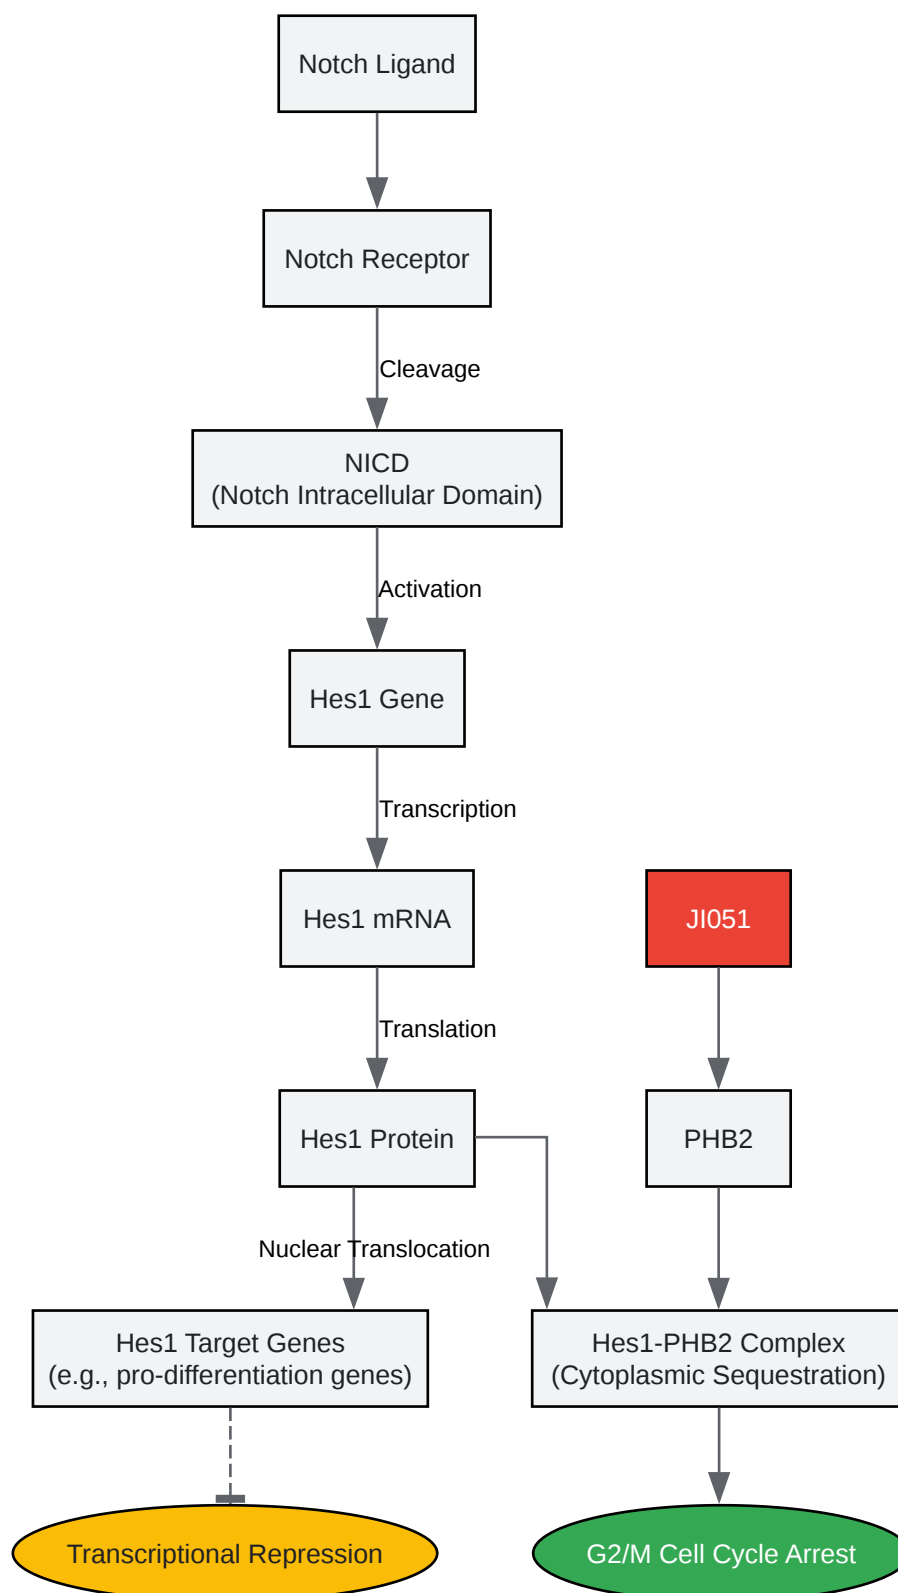 Notch Ligand
Notch Receptor
Cleavage
NICD
(Notch Intracellular Domain)
Activation
Hes1 Gene
Transcription
Hes1 mRNA
JI051
Translation
Hes1 Protein
PHB2
Nuclear Translocation
Hes1 Target Genes
(e.g., pro-differentiation genes)
Hes1-PHB2 Complex
(Cytoplasmic Sequestration)
Transcriptional Repression
G2/M Cell Cycle Arrest